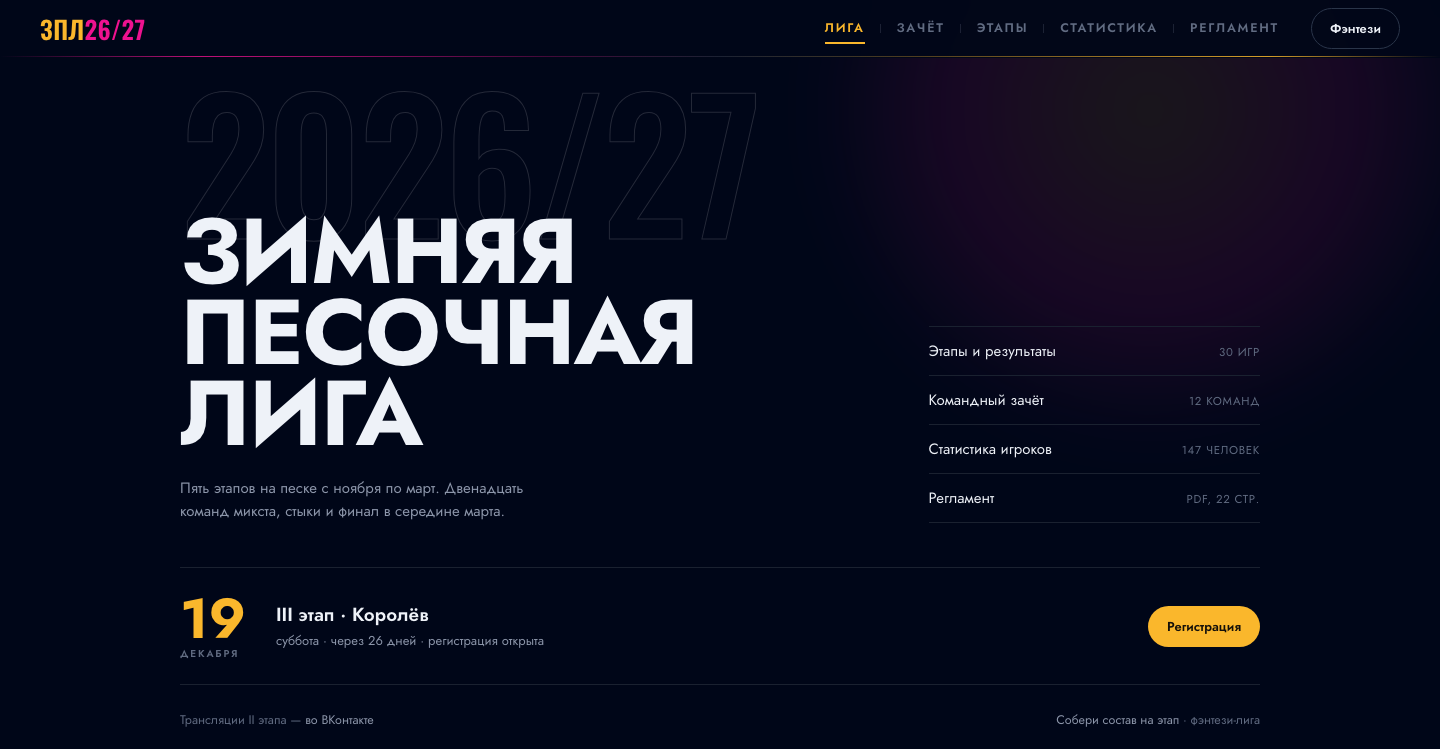 ЗПЛ26/27
ЛИГА
ЗАЧЁТ
ЭТАПЫ
СТАТИСТИКА
РЕГЛАМЕНТ
Фэнтези
2026/27
ЗИМНЯЯ
ПЕСОЧНАЯ
ЛИГА
Пять этапов на песке с ноября по март. Двенадцать
команд микста, стыки и финал в середине марта.
Этапы и результаты 30 ИГР
Командный зачёт 12 КОМАНД
Статистика игроков 147 ЧЕЛОВЕК
Регламент PDF, 22 СТР.
19
ДЕКАБРЯ
III этап · Королёв
суббота · через 26 дней · регистрация открыта
Регистрация
Трансляции II этапа — во ВКонтакте
Собери состав на этап · фэнтези-лига